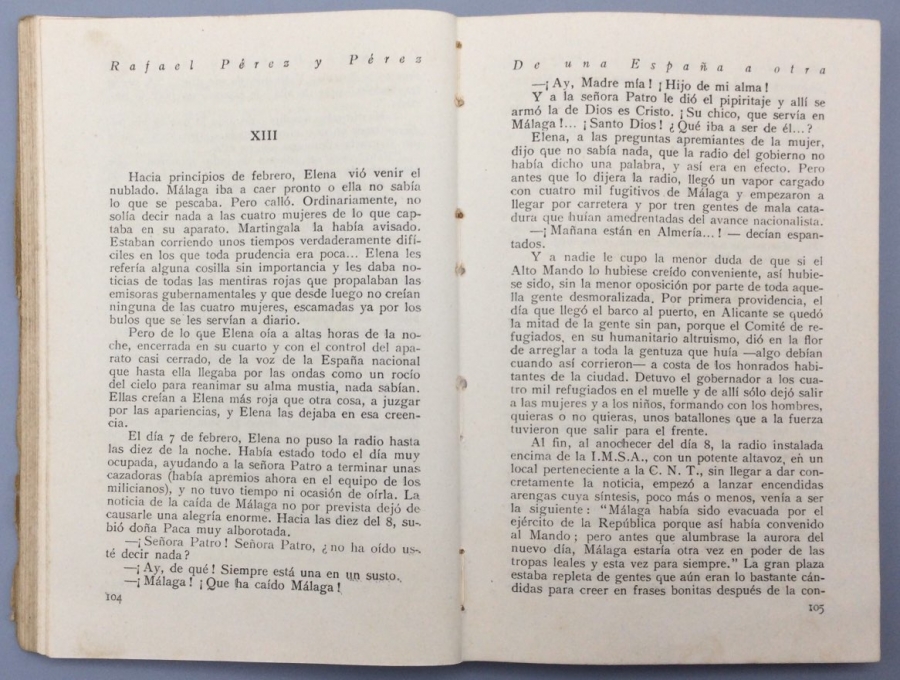 Rafael Pérez y Pérez
XIII
Hacia principios de febrero, Elena vió venir el
nublado. Málaga iba a caer pronto o ella no sabía
lo que se pescaba. Pero calló. Ordinariamente, no
solía decir nada a las cuatro mujeres de lo que cap-
taba en su aparato. Martingala la había avisado.
Estaban corriendo unos tiempos verdaderamente difí-
ciles en los que toda prudencia era poca... Elena les
refería alguna cosilla sin importancia y les daba no-
ticias de todas las mentiras rojas que propalaban las
emisoras gubernamentales y que desde luego no creían
ninguna de las cuatro mujeres, escamadas ya por los
bulos que se les servían a diario.
Pero de lo que Elena oía a altas horas de la no-
che, encerrada en su cuarto y con el control del apa-
rato casi cerrado, de la voz de la España nacional
que hasta ella llegaba por las ondas como un rocío
del cielo para reanimar su alma mustia, nada sabían.
Ellas creían a Elena más roja que otra cosa, a juzgar
por las apariencias, y Elena las dejaba en esa creen-
cia.
El día 7 de febrero, Elena no puso la radio hasta
las diez de la noche. Había estado todo el día muy
ocupada, ayudando a la señora Patro a terminar unas
cazadoras (había apremios ahora en el equipo de los
milicianos), y no tuvo tiempo ni ocasión de oírla. La
noticia de la caída de Málaga no por prevista dejó de
causarle una alegría enorme. Hacia las diez del 8, su-
bió doña Paca muy alborotada.
—¡Señora Patro! Señora Patro, ¿no ha oído us-
té decir nada?
—¡Ay, de qué! Siempre está una en un susto.
—¡Málaga! ¡Que ha caído Málaga!
104
De una España a otra
—¡Ay, Madre mía! ¡Hijo de mi alma!
Y a la señora Patro le dió el pipiritaje y allí se
armó la de Dios es Cristo. ¡Su chico, que servía en
Málaga!... ¡Santo Dios! ¿Qué iba a ser de él...?
Elena, a las preguntas apremiantes de la mujer,
dijo que no sabía nada, que la radio del gobierno no
había dicho una palabra, y así era en efecto. Pero
antes que lo dijera la radio, llegó un vapor cargado
con cuatro mil fugitivos de Málaga y empezaron a
llegar por carretera y por tren gentes de mala cata-
dura que huían amedrentadas del avance nacionalista.
—¡Mañana están en Almería...! — decían espan-
tados.
Y a nadie le cupo la menor duda de que si el
Alto Mando lo hubiese creído conveniente, así hubie-
se sido, sin la menor oposición por parte de toda aque-
lla gente desmoralizada. Por primera providencia, el
día que llegó el barco al puerto, en Alicante se quedó
la mitad de la gente sin pan, porque el Comité de re-
fugiados, en su humanitario altruismo, dió en la flor
de arreglar a toda la gentuza que huía —algo debían
cuando así corrieron— a costa de los honrados habi-
tantes de la ciudad. Detuvo el gobernador a los cua-
tro mil refugiados en el muelle y de allí sólo dejó salir
a las mujeres y a los niños, formando con los hombres,
quieras o no quieras, unos batallones que a la fuerza
tuvieron que salir para el frente.
Al fin, al anochecer del día 8, la radio instalada
encima de la I.M.S.A., con un potente altavoz, en un
local perteneciente a la C. N. T., sin llegar a dar con-
cretamente la noticia, empezó a lanzar encendidas
arengas cuya síntesis, poco más o menos, venía a ser
la siguiente: "Málaga había sido evacuada por el
ejército de la República porque así había convenido
al Mando; pero antes que alumbrase la aurora del
nuevo día, Málaga estaría otra vez en poder de las
tropas leales y esta vez para siempre." La gran plaza
estaba repleta de gentes que aún eran lo bastante cán-
didas para creer en frases bonitas después de la con-
105